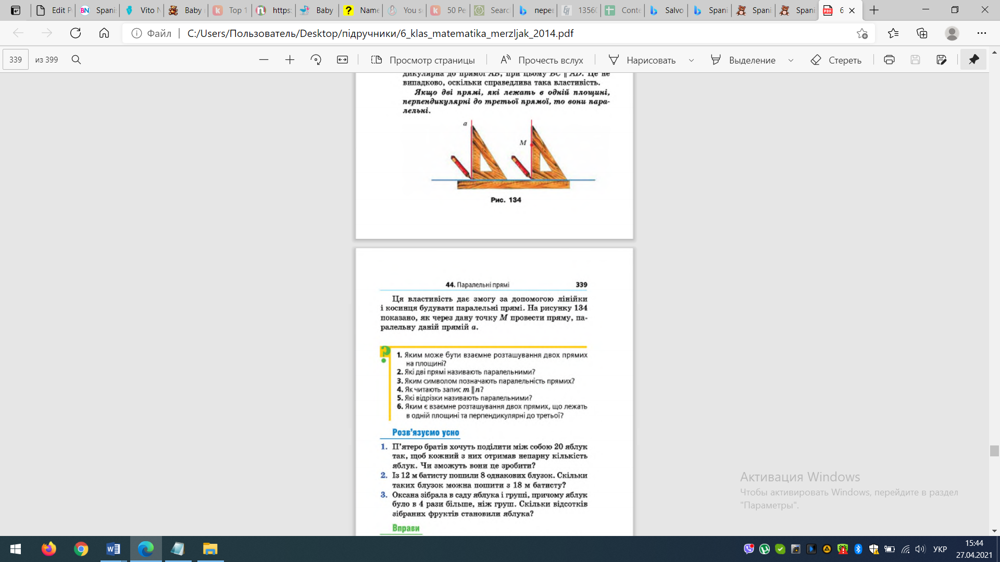 Edit P
Spani
Vito N
Baby
Top 1
https:
Baby
Name
You s
50 Pe
Searc
пере
1356
Conte
Salvo
Spani
Spani
Spani
6
Файл
C:/Users/Пользователь/Desktop/підручники/6_klas_matematika_merzljak_2014.pdf
339 из 399
Просмотр страницы
Прочесть вслух
Нарисовать
Выделение
Стереть
дикулярна до прямої AB, при цьому BC ∥ AD. Це не
випадково, оскільки справедлива така властивість.
Якщо дві прямі, які лежать в одній площині,
перпендикулярні до третьої прямої, то вони пара-
лельні.
a
M
Рис. 134
44. Паралельні прямі 339
Ця властивість дає змогу за допомогою лінійки
і косинця будувати паралельні прямі. На рисунку 134
показано, як через дану точку M провести пряму, па-
ралельну даній прямій a.
?
1. Яким може бути взаємне розташування двох прямих
на площині?
2. Які дві прямі називають паралельними?
3. Яким символом позначають паралельність прямих?
4. Як читають запис m ∥ n?
5. Які відрізки називають паралельними?
6. Яким є взаємне розташування двох прямих, що лежать
в одній площині та перпендикулярні до третьої?
Розв'язуємо усно
1. П'ятеро братів хочуть поділити між собою 20 яблук
так, щоб кожний з них отримав непарну кількість
яблук. Чи зможуть вони це зробити?
2. Із 12 м батисту пошили 8 однакових блузок. Скільки
таких блузок можна пошити з 18 м батисту?
3. Оксана зібрала в саду яблука і груші, причому яблук
було в 4 рази більше, ніж груш. Скільки відсотків
зібраних фруктів становили яблука?
Вправи
Активация Windows
Чтобы активировать Windows, перейдите в раздел
"Параметры".
УКР
15:44
27.04.2021